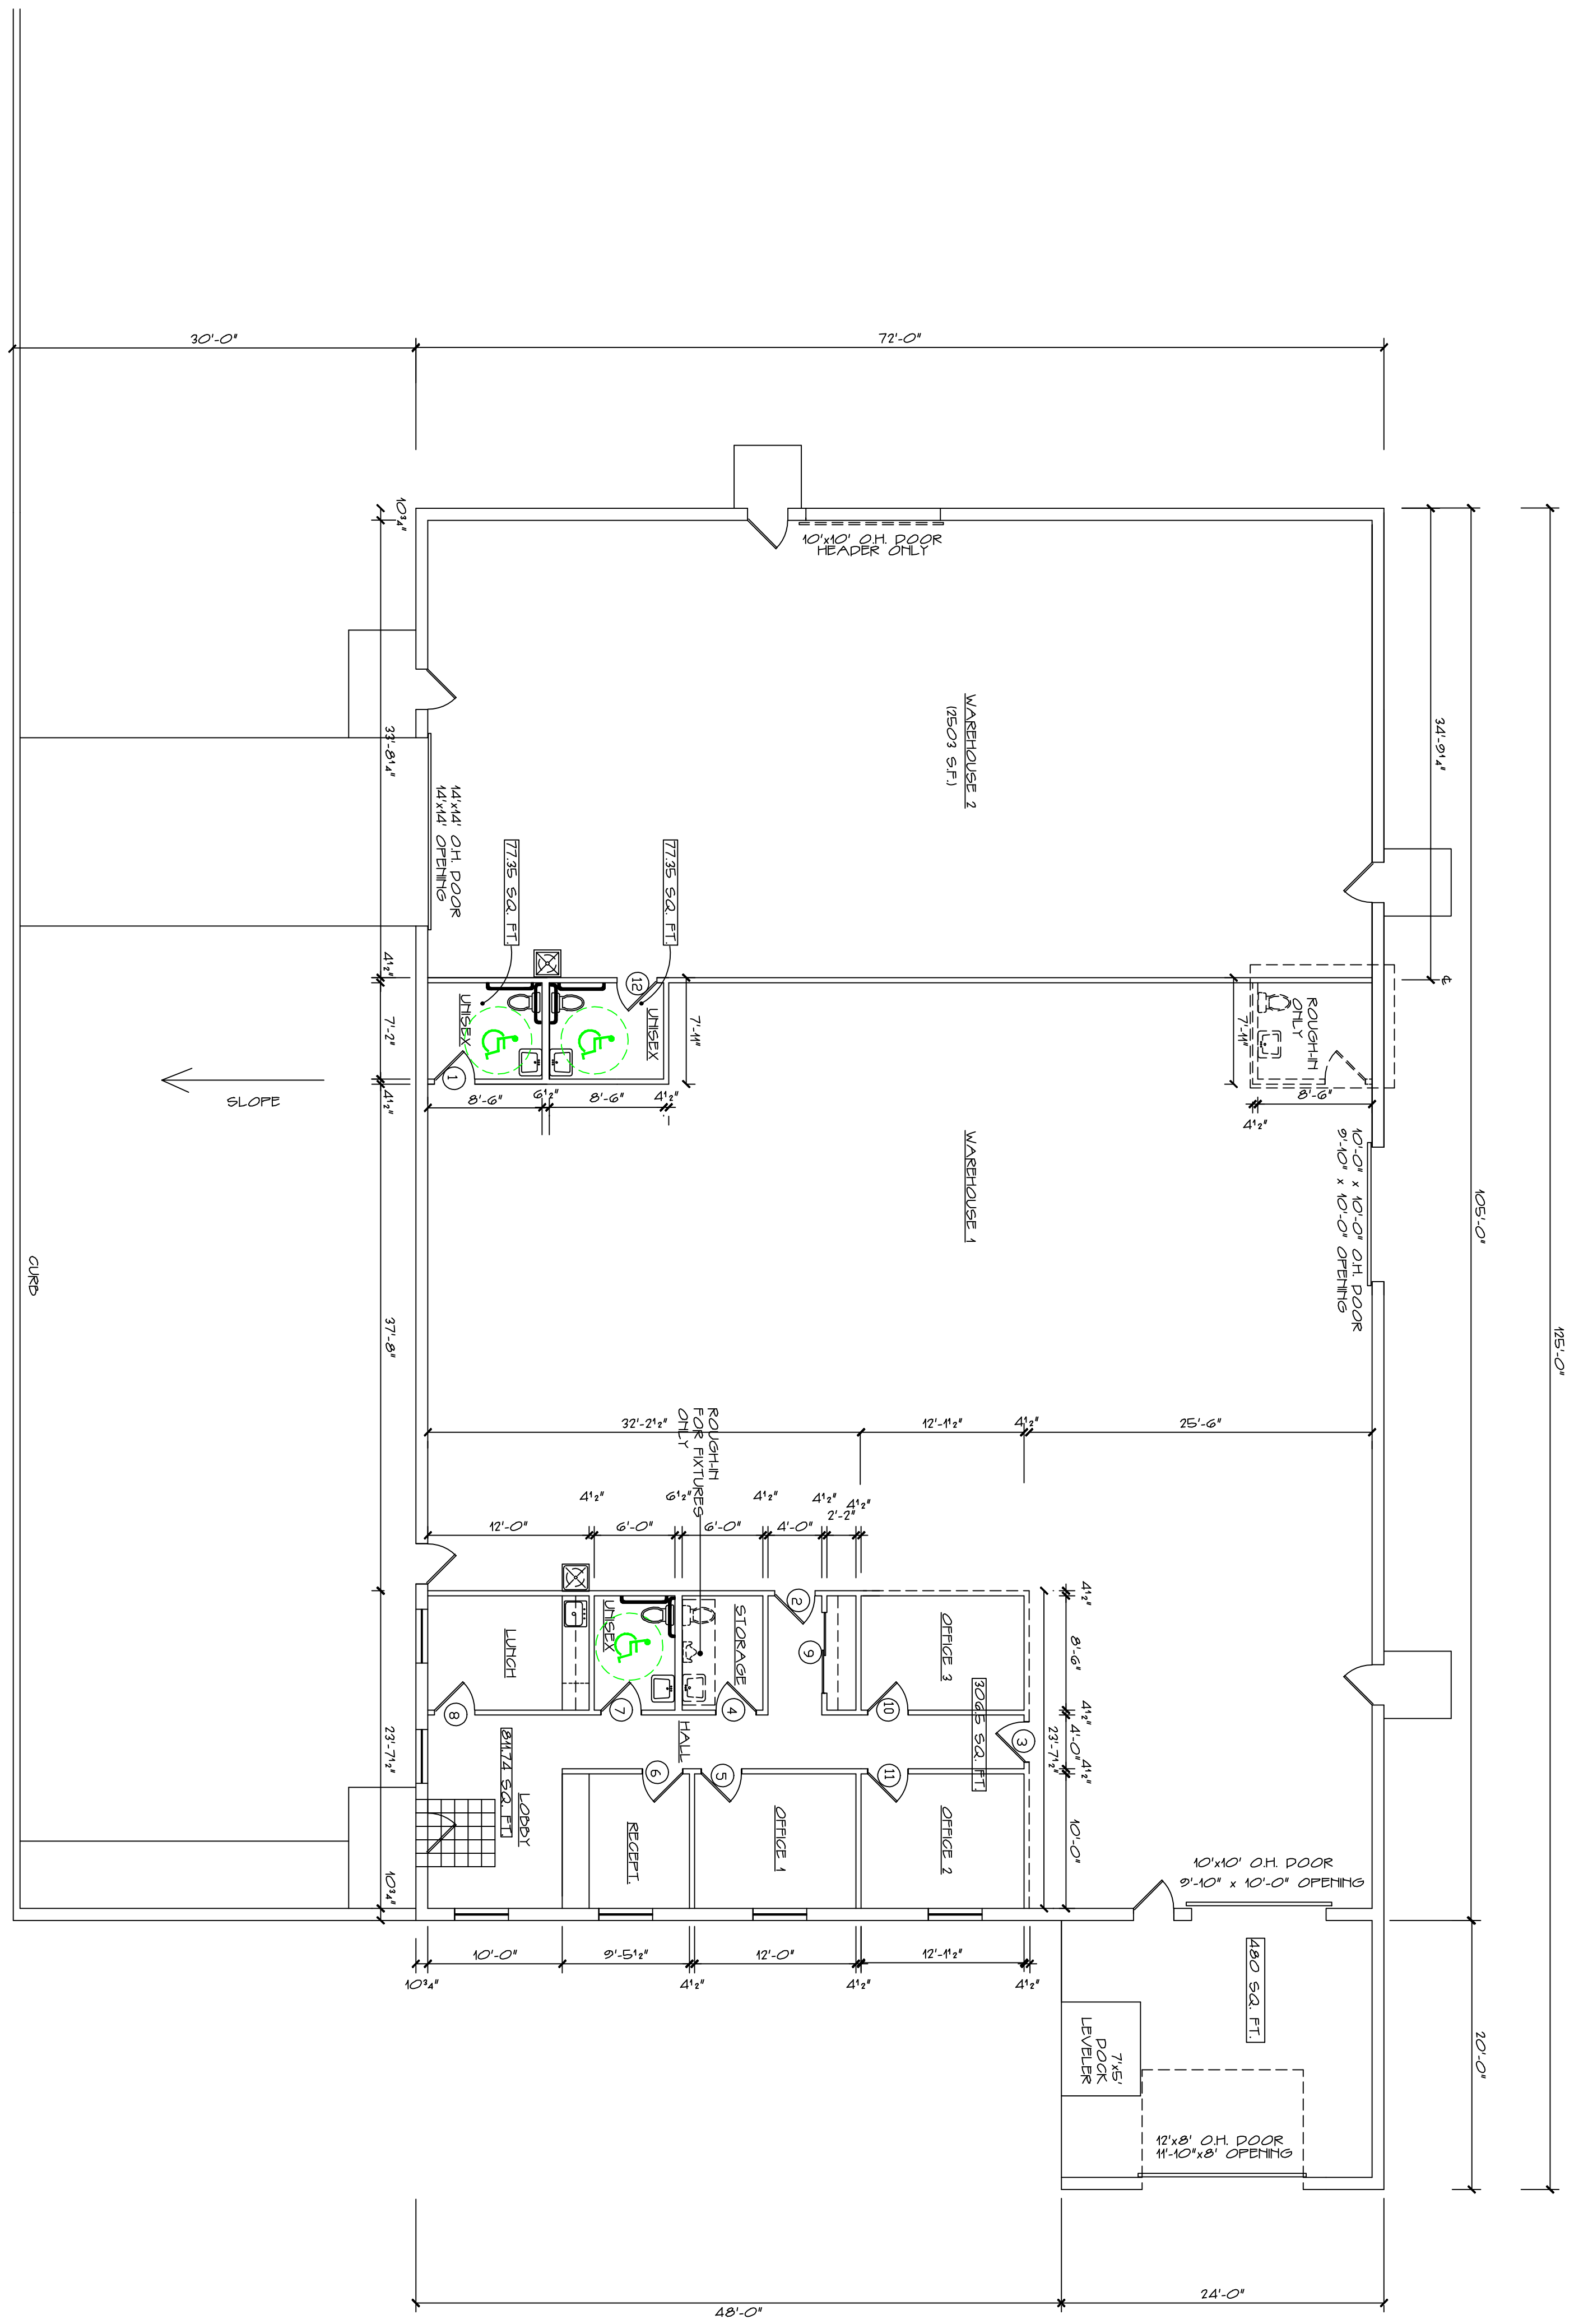 30'-0"
72'-0"
10¾"
10'x10' O.H. DOOR
HEADER ONLY
WAREHOUSE 2
(2503 S.F.)
34'-9¼"
33'-8¼"
14'x14' O.H. DOOR
14'x14' OPENING
77.35 SQ. FT.
77.35 SQ. FT.
4½"
12
UNISEX
UNISEX
7'-2"
7'-11"
7'-11"
ROUGH-IN
ONLY
℄
1
4½"
SLOPE
8'-6"
6½"
8'-6"
4½"
8'-6"
4½"
WAREHOUSE 1
10'-0" x 10'-0" O.H. DOOR
9'-10" x 10'-0" OPENING
105'-0"
125'-0"
CURB
37'-8"
32'-2½"
12'-1½"
4½"
25'-6"
ROUGH-IN
FOR FIXTURES
ONLY
4½"
6½"
4½"
4½"
4½"
2'-2"
12'-0"
6'-0"
6'-0"
4'-0"
LUNCH
UNISEX
STORAGE
2
9
OFFICE 3
4½"
8'-6"
306.5 SQ. FT.
8
7
4
10
4½"
4'-0"
4½"
3
23'-7½"
23'-7½"
HALL
811.74 SQ. FT.
LOBBY
6
5
11
RECEPT.
OFFICE 1
OFFICE 2
10'-0"
10'x10' O.H. DOOR
9'-10" x 10'-0" OPENING
10¾"
10'-0"
9'-5½"
12'-0"
12'-1½"
10¾"
4½"
4½"
4½"
480 SQ. FT.
7'x5'
DOCK
LEVELER
20'-0"
12'x8' O.H. DOOR
11'-10"x8' OPENING
24'-0"
48'-0"